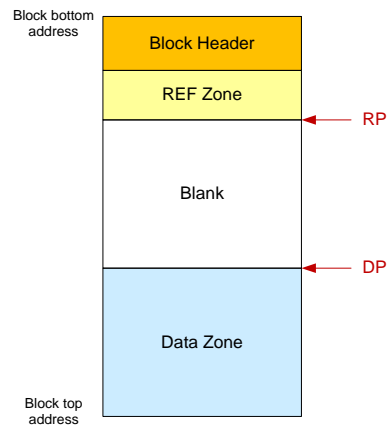 Block bottom
address
Block Header
REF Zone
RP
Blank
DP
Data Zone
Block top
address